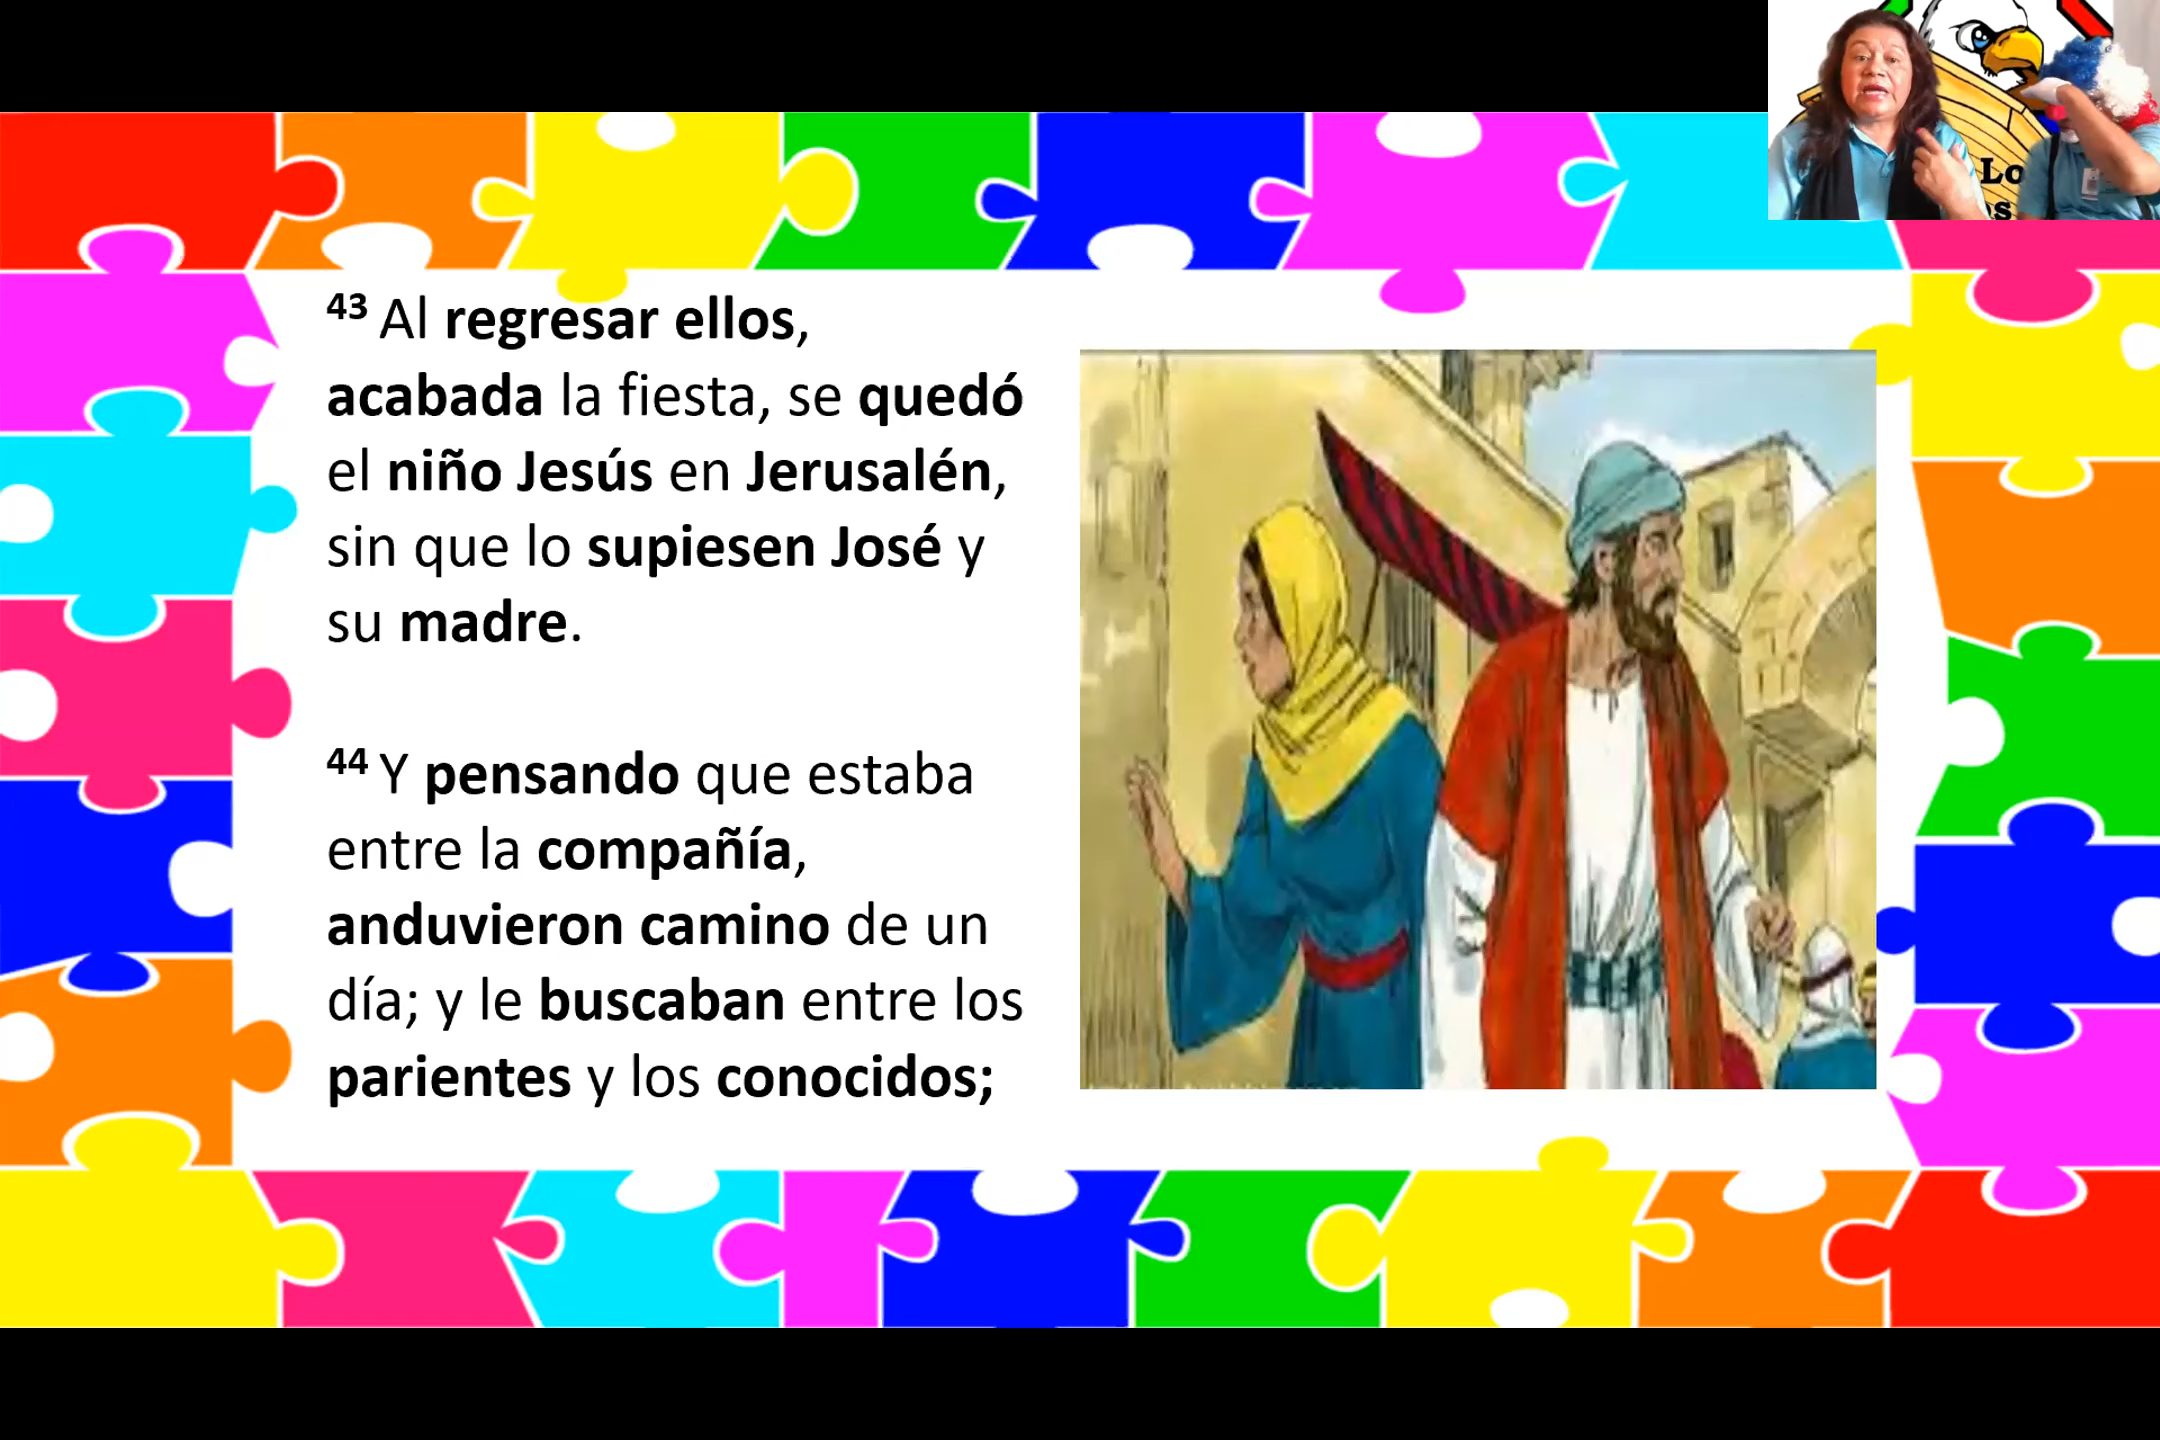 43 Al regresar ellos,
acabada la fiesta, se quedó
el niño Jesús en Jerusalén,
sin que lo supiesen José y
su madre.
44 Y pensando que estaba
entre la compañía,
anduvieron camino de un
día; y le buscaban entre los
parientes y los conocidos;
Lo